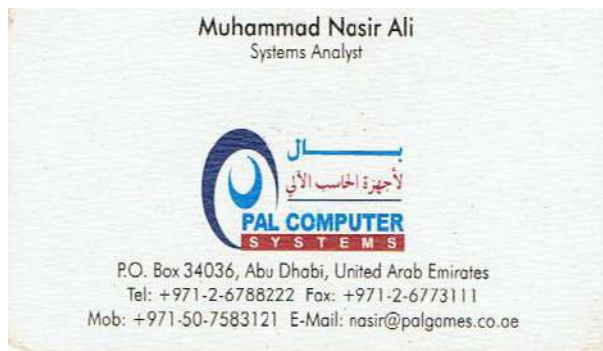 Muhammad Nasir Ali
Systems Analyst
بـــال
لأجهزة الحاسب الآلي
PAL COMPUTER
SYSTEMS
P.O. Box 34036, Abu Dhabi, United Arab Emirates
Tel: +971-2-6788222 Fax: +971-2-6773111
Mob: +971-50-7583121 E-Mail: nasir@palgames.co.ae